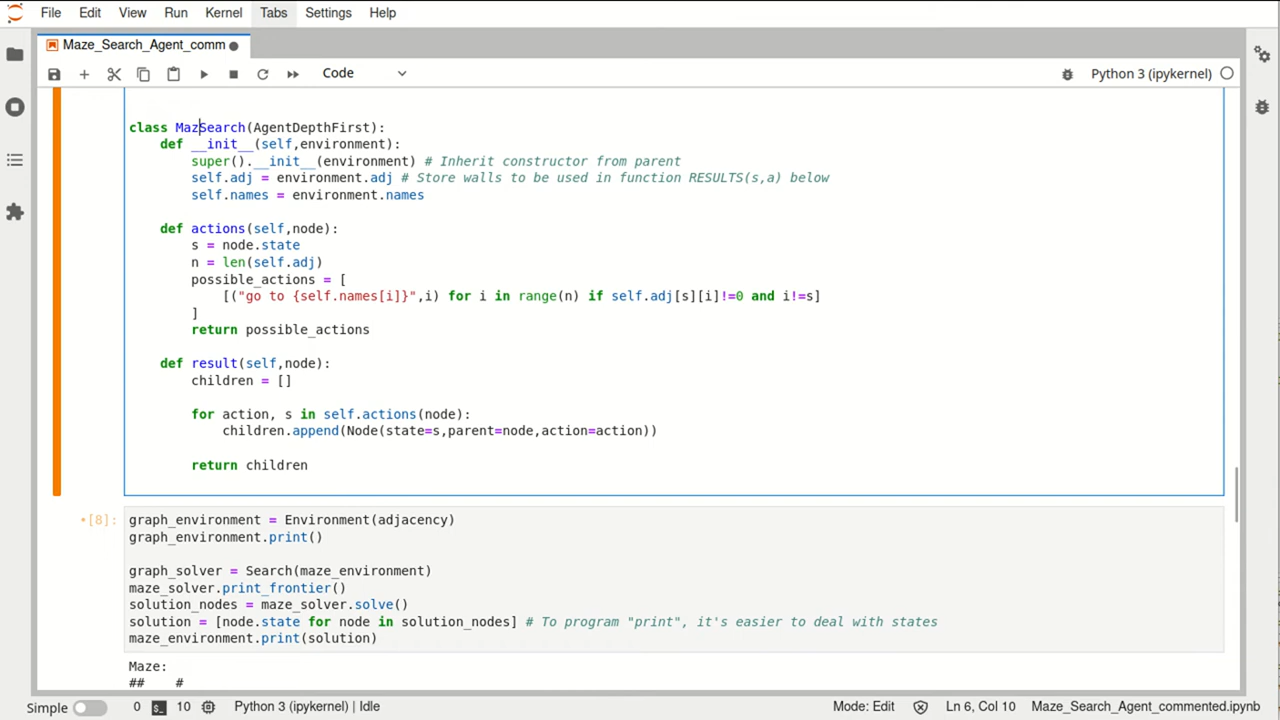 File Edit View Run Kernel Tabs Settings Help
Maze_Search_Agent_comm
Code
Python 3 (ipykernel)
class MazSearch(AgentDepthFirst):
    def __init__(self,environment):
        super().__init__(environment) # Inherit constructor from parent
        self.adj = environment.adj # Store walls to be used in function RESULTS(s,a) below
        self.names = environment.names
    def actions(self,node):
        s = node.state
        n = len(self.adj)
        possible_actions = [
            [("go to {self.names[i]}",i) for i in range(n) if self.adj[s][i]!=0 and i!=s]
        ]
        return possible_actions
    def result(self,node):
        children = []
        for action, s in self.actions(node):
            children.append(Node(state=s,parent=node,action=action))
        return children
[8]:
graph_environment = Environment(adjacency)
graph_environment.print()
graph_solver = Search(maze_environment)
maze_solver.print_frontier()
solution_nodes = maze_solver.solve()
solution = [node.state for node in solution_nodes] # To program "print", it's easier to deal with states
maze_environment.print(solution)
Maze:
##    #
Simple 0 10 Python 3 (ipykernel) | Idle Mode: Edit Ln 6, Col 10 Maze_Search_Agent_commented.ipynb